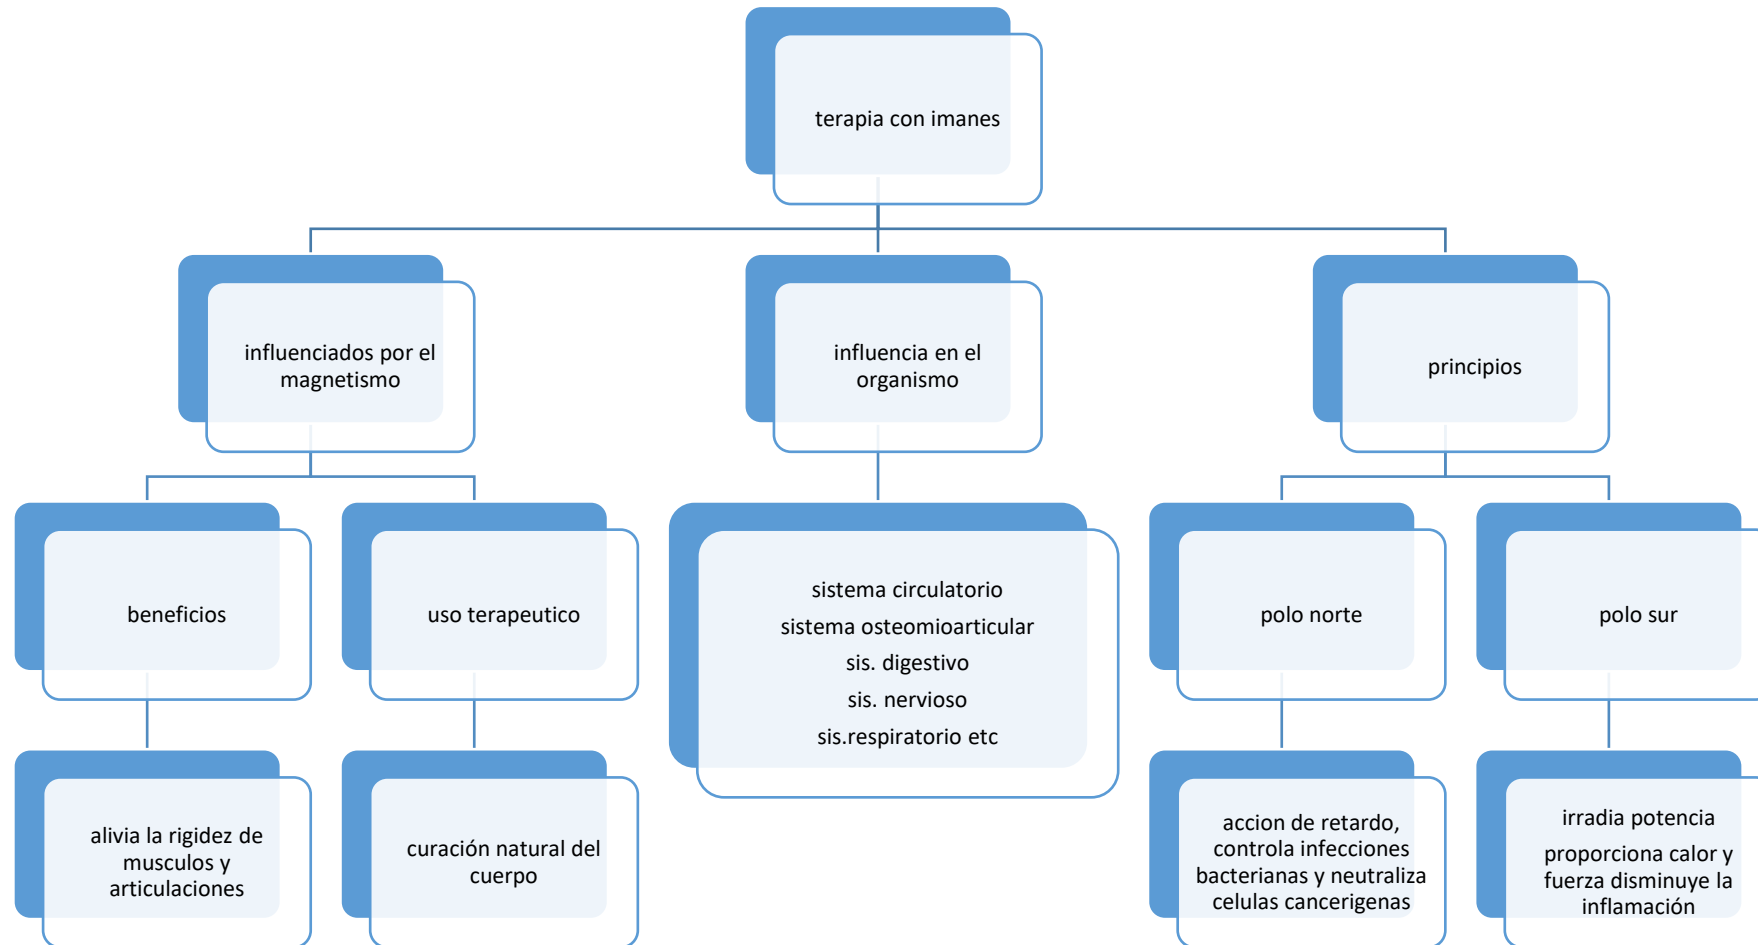 terapia con imanes
influenciados por el
magnetismo
influencia en el
organismo
principios
beneficios
uso terapeutico
sistema circulatorio
sistema osteomioarticular
sis. digestivo
sis. nervioso
sis.respiratorio etc
polo norte
polo sur
alivia la rigidez de
musculos y
articulaciones
curación natural del
cuerpo
accion de retardo,
controla infecciones
bacterianas y neutraliza
celulas cancerigenas
irradia potencia
proporciona calor y
fuerza disminuye la
inflamación